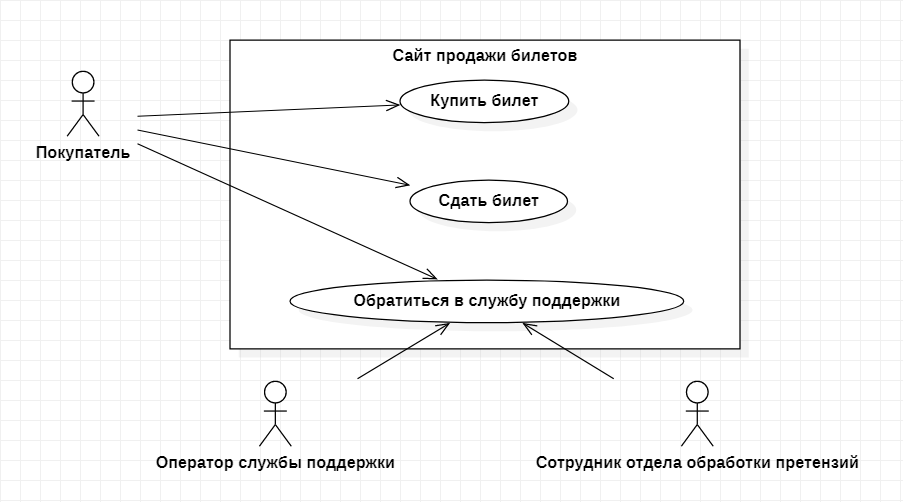 Сайт продажи билетов
Купить билет
Покупатель
Сдать билет
Обратиться в службу поддержки
Оператор службы поддержки
Сотрудник отдела обработки претензий